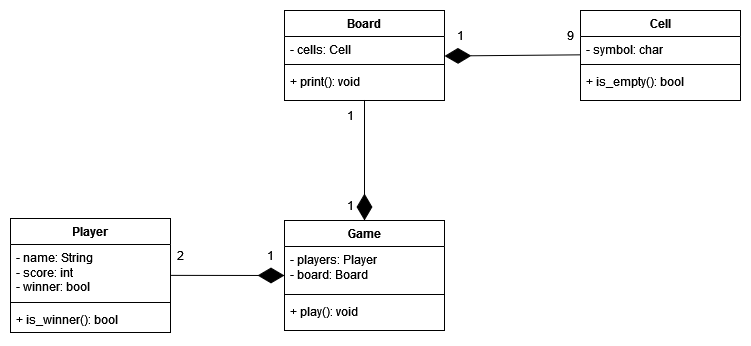 Board
- cells: Cell
+ print(): void
1
9
Cell
- symbol: char
+ is_empty(): bool
1
1
Player
- name: String
- score: int
- winner: bool
+ is_winner(): bool
2
1
Game
- players: Player
- board: Board
+ play(): void